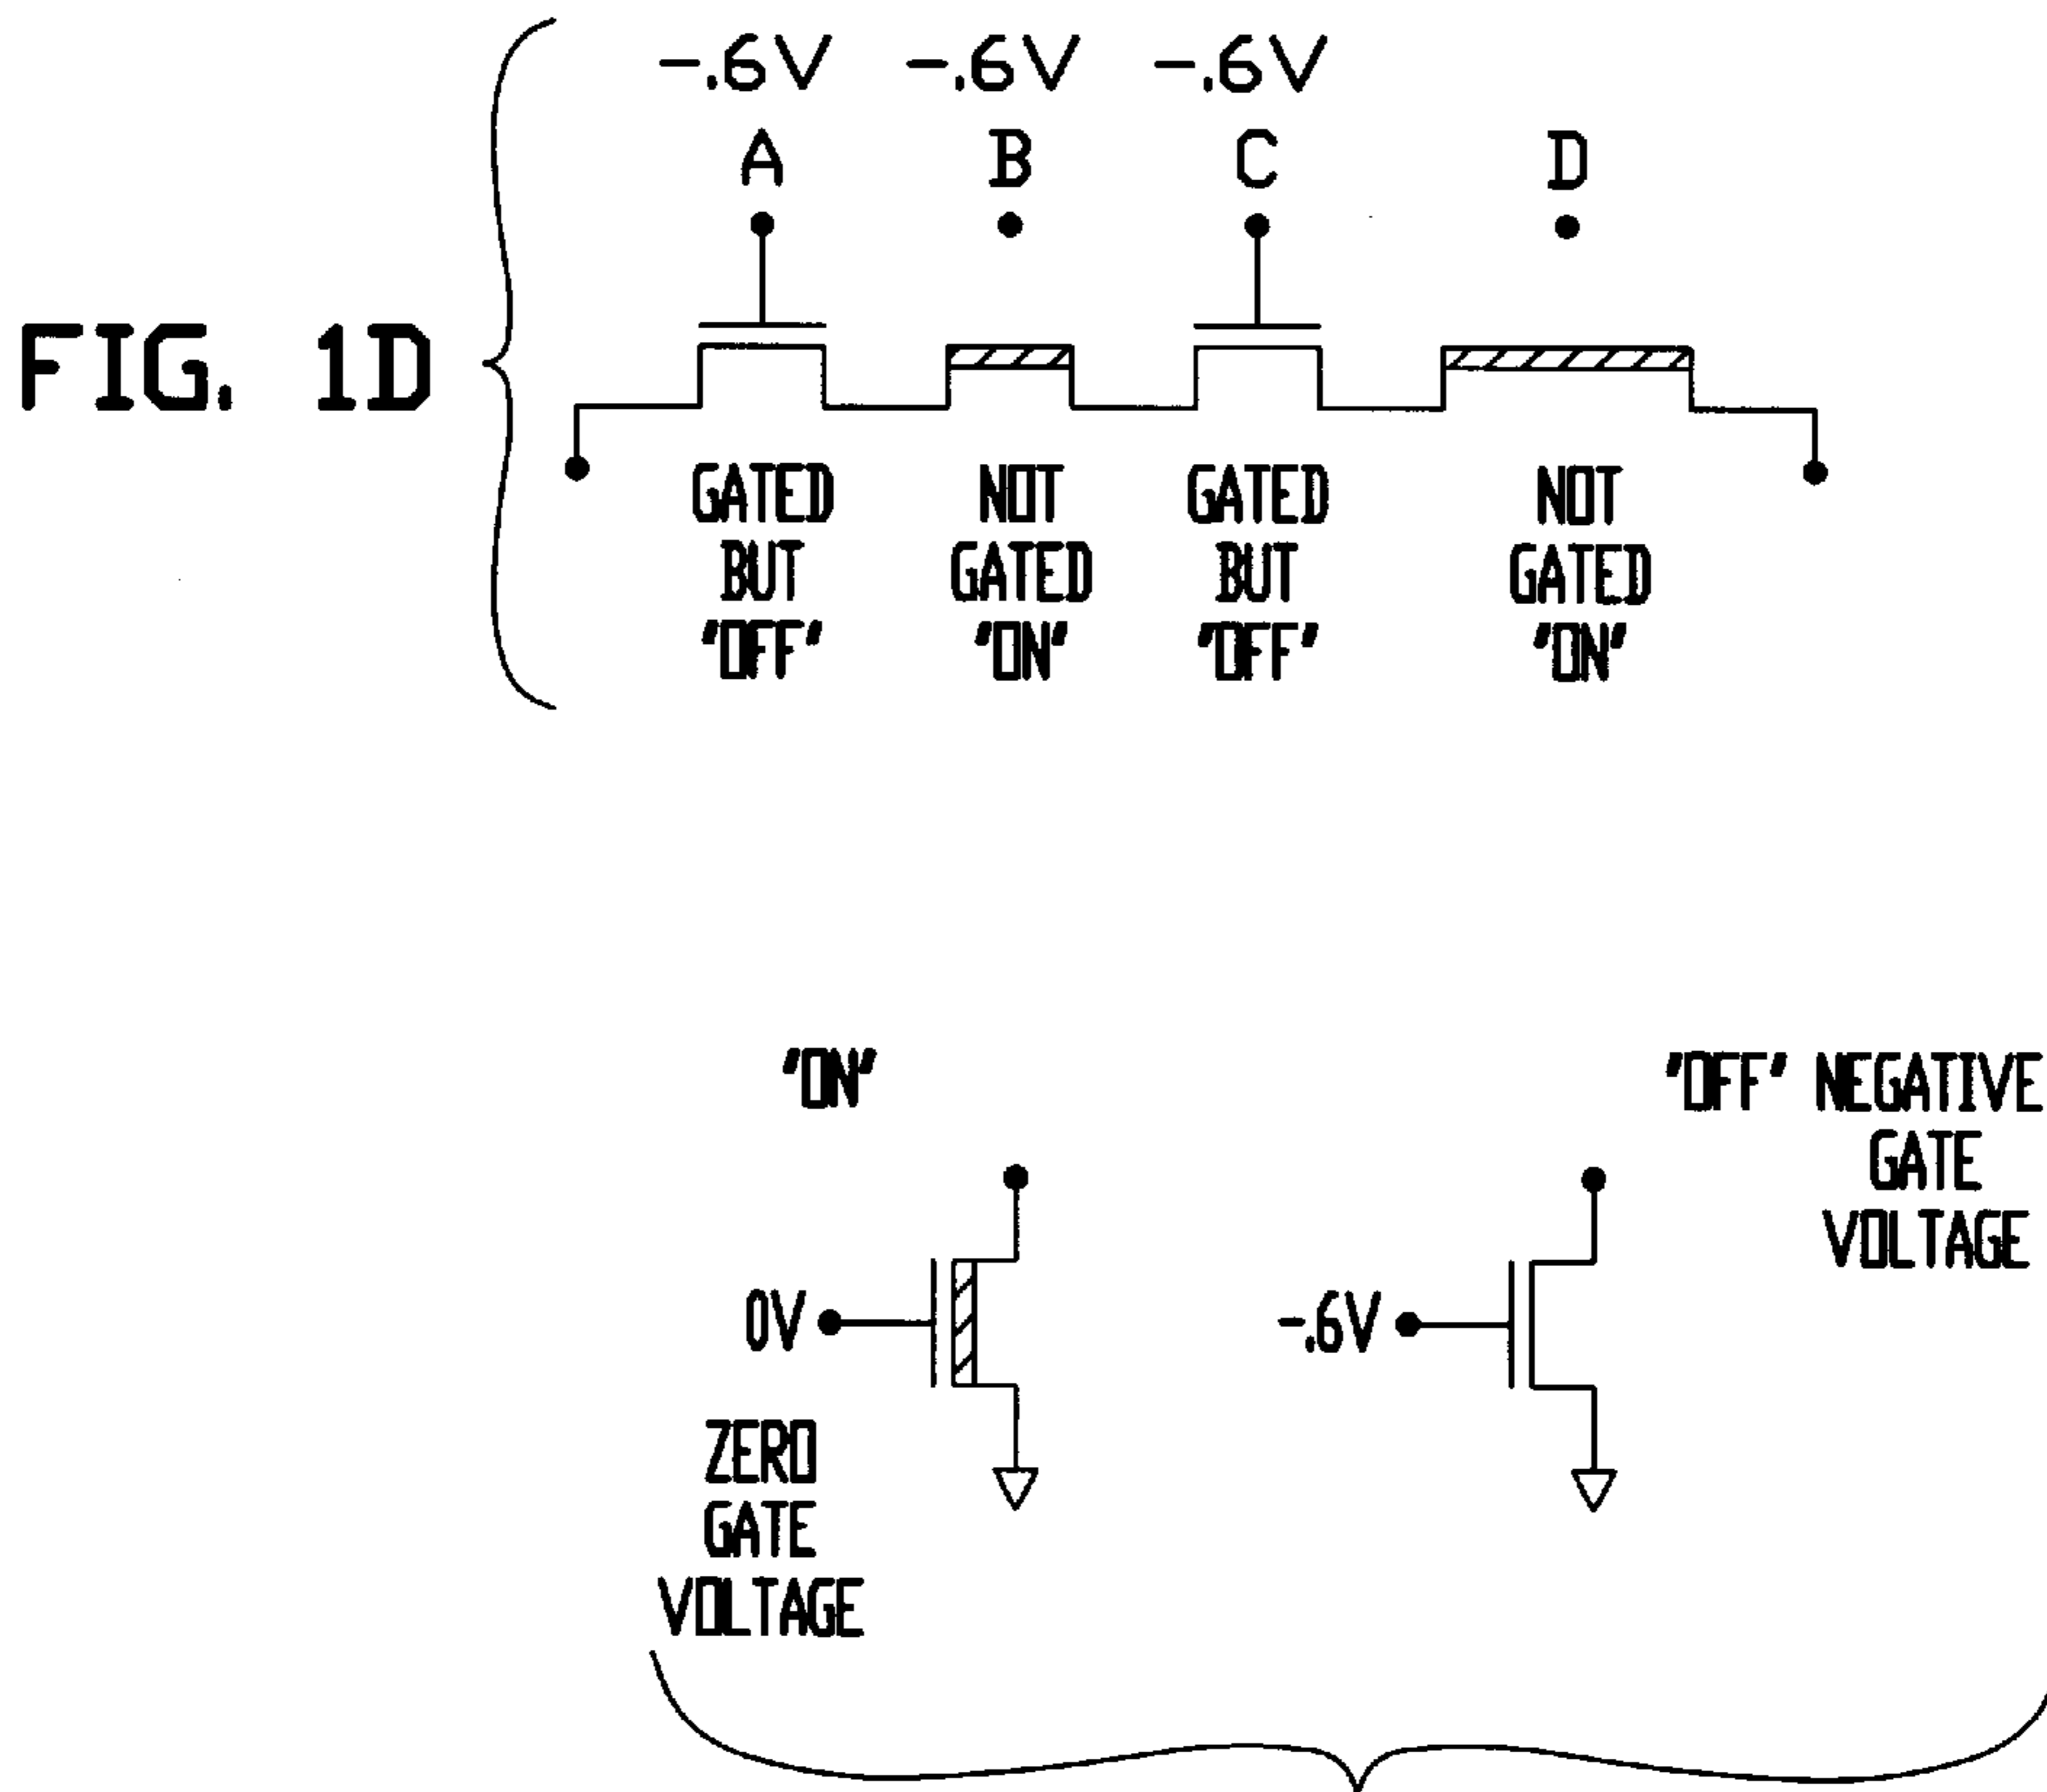 FIG. 1D
-.6V -.6V -.6V
A B C D
GATED BUT "OFF"
NOT GATED "ON"
GATED BUT "OFF"
NOT GATED "ON"
"ON"
0V
ZERO
GATE
VOLTAGE
"OFF" NEGATIVE
GATE
VOLTAGE
-.6V